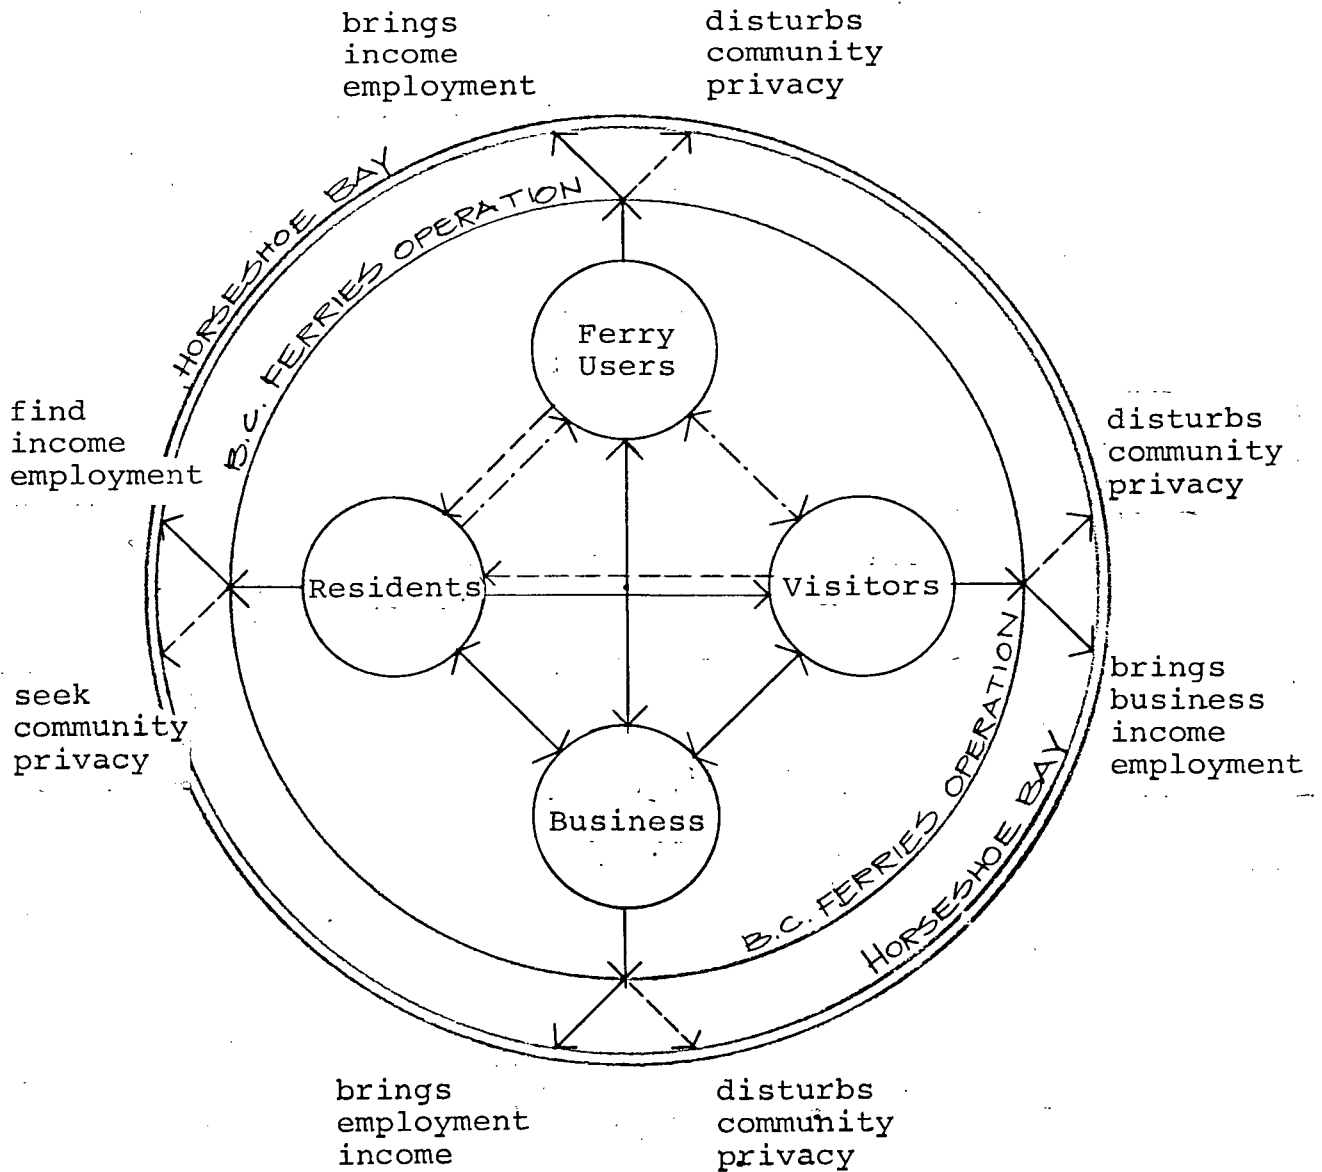 brings
income
employment
disturbs
community
privacy
HORSESHOE BAY
B.C. FERRIES OPERATION
Ferry
Users
find
income
employment
disturbs
community
privacy
Residents
Visitors
seek
community
privacy
brings
business
income
employment
Business
B.C. FERRIES OPERATION
HORSESHOE BAY
brings
employment
income
disturbs
community
privacy